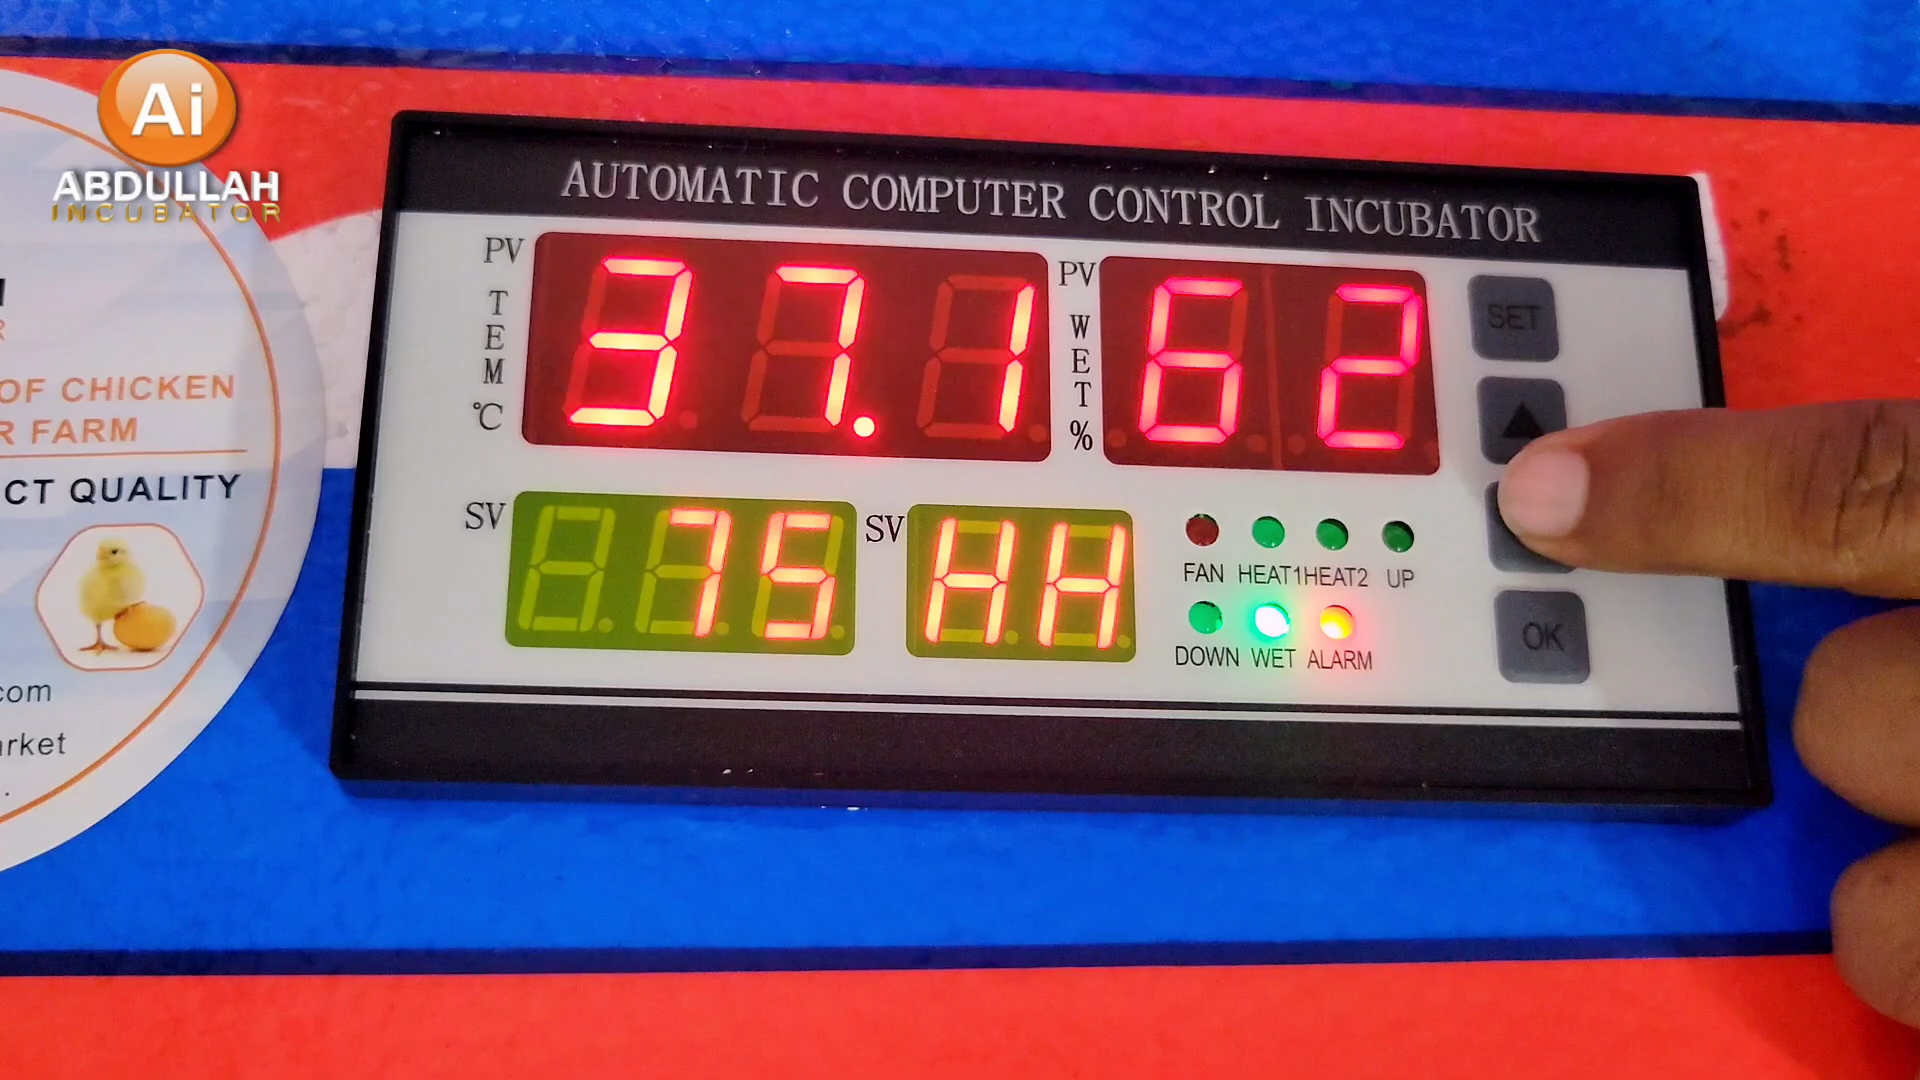 Ai
ABDULLAH
INCUBATOR
OF CHICKEN
R FARM
CT QUALITY
com
arket
AUTOMATIC COMPUTER CONTROL INCUBATOR
PV
TEM
℃
37.1
PV
WET
%
62
SET
SV
75
SV
HH
FAN HEAT1 HEAT2 UP
DOWN WET ALARM
OK